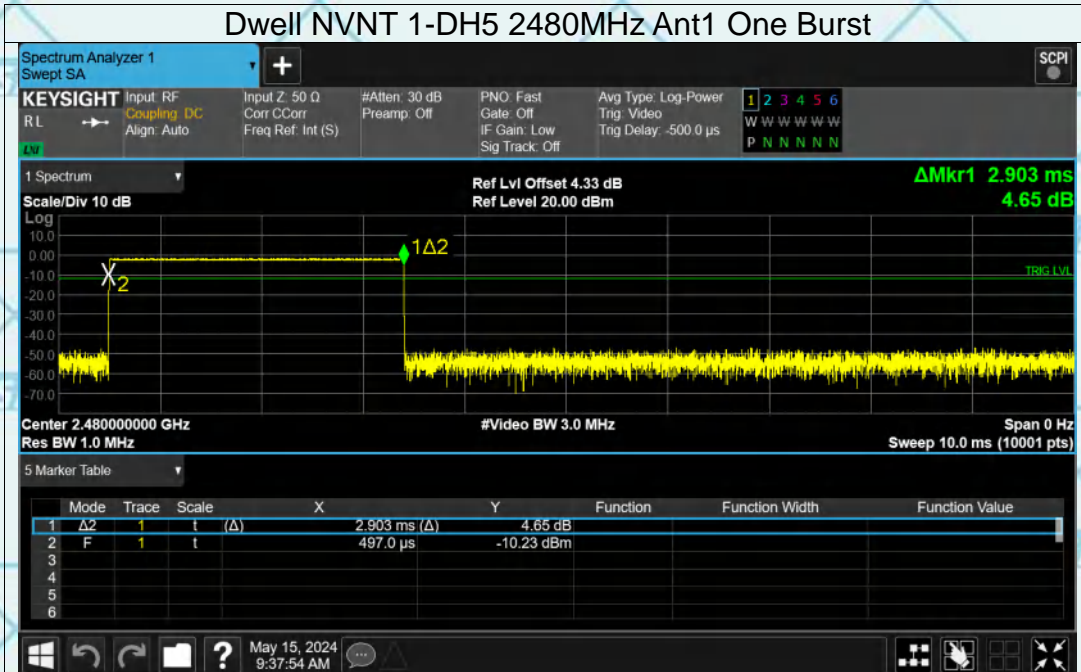 Dwell NVNT 1-DH5 2480MHz Ant1 One Burst
Spectrum Analyzer 1
Swept SA
+
SCPI
KEYSIGHT
RL
LNI
Input: RF
Coupling: DC
Align: Auto
Input Z: 50 Ω
Corr CCorr
Freq Ref: Int (S)
#Atten: 30 dB
Preamp: Off
PNO: Fast
Gate: Off
IF Gain: Low
Sig Track: Off
Avg Type: Log-Power
Trig: Video
Trig Delay: -500.0 µs
1 2 3 4 5 6
W W W W W W
P N N N N N
1 Spectrum
Scale/Div 10 dB
Ref Lvl Offset 4.33 dB
Ref Level 20.00 dBm
ΔMkr1 2.903 ms
4.65 dB
Log
10.0
0.00
-10.0
-20.0
-30.0
-40.0
-50.0
-60.0
-70.0
1Δ2
X2
TRIG LVL
Center 2.480000000 GHz
Res BW 1.0 MHz
#Video BW 3.0 MHz
Span 0 Hz
Sweep 10.0 ms (10001 pts)
5 Marker Table
Mode Trace Scale X Y Function Function Width Function Value
1 Δ2 1 t (Δ) 2.903 ms (Δ) 4.65 dB
2 F 1 t 497.0 µs -10.23 dBm
3
4
5
6
?
May 15, 2024
9:37:54 AM